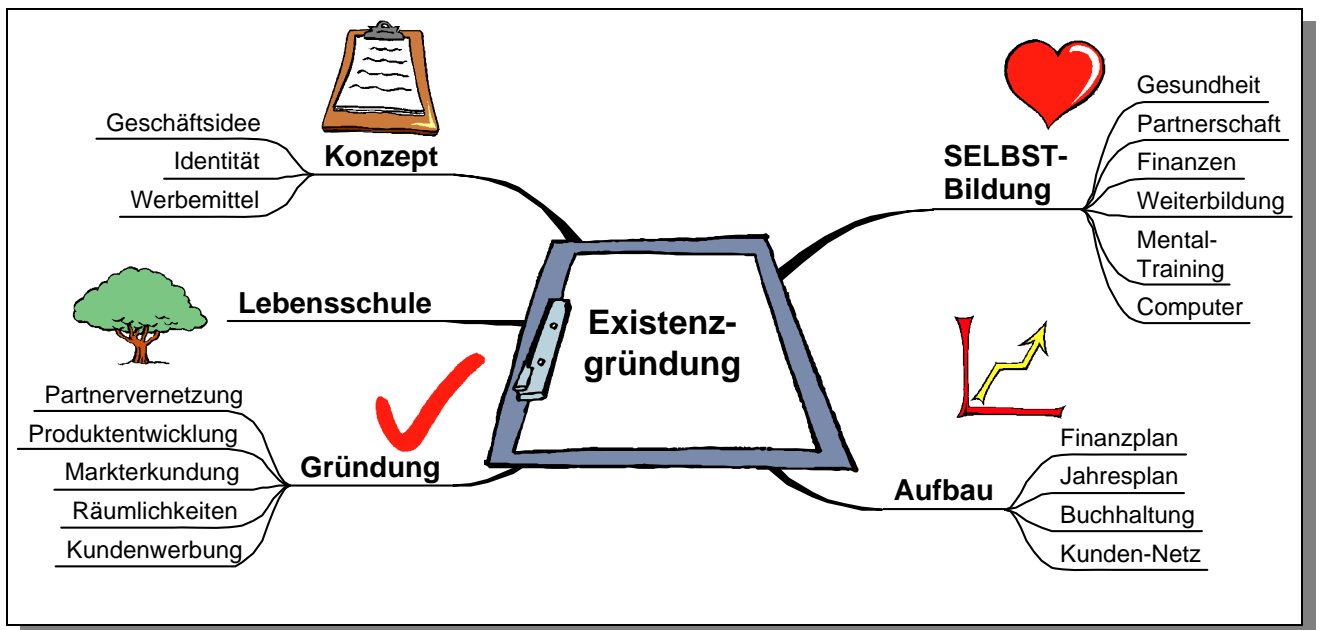 Existenz-
gründung
Konzept
Geschäftsidee
Identität
Werbemittel
Lebensschule
Gründung
Partnervernetzung
Produktentwicklung
Markterkundung
Räumlichkeiten
Kundenwerbung
SELBST-
Bildung
Gesundheit
Partnerschaft
Finanzen
Weiterbildung
Mental-
Training
Computer
Aufbau
Finanzplan
Jahresplan
Buchhaltung
Kunden-Netz